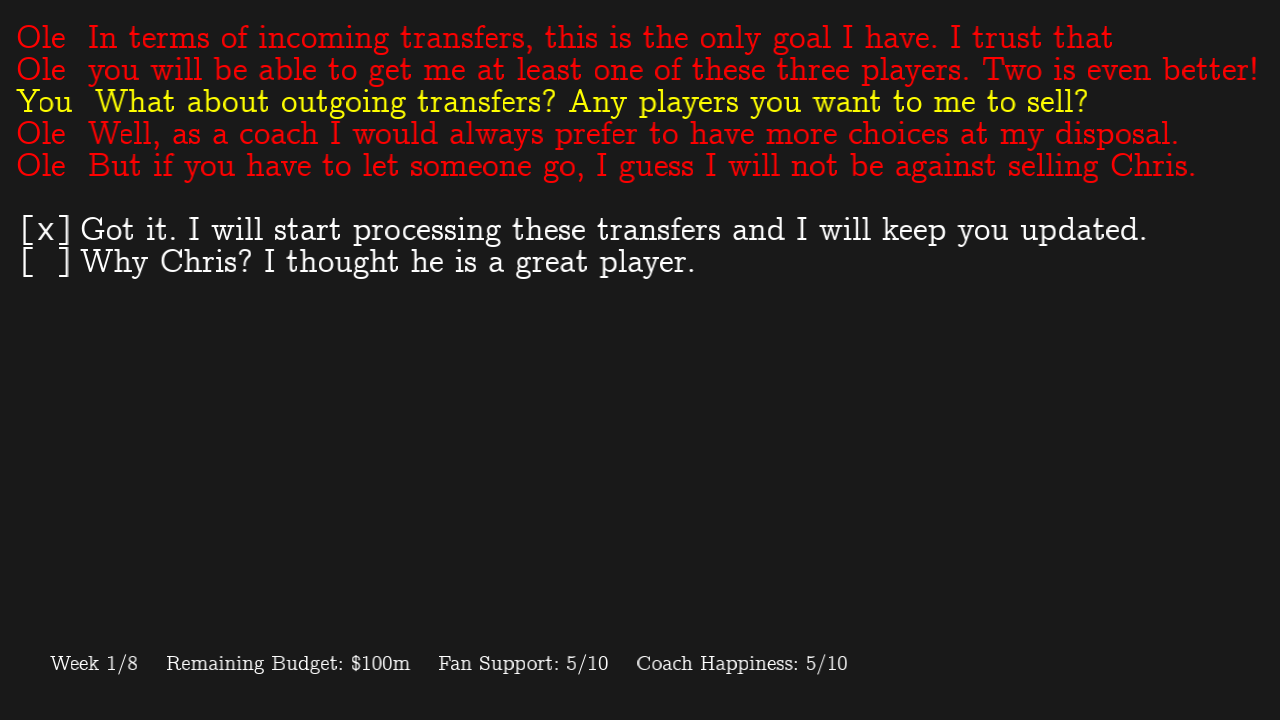 Ole In terms of incoming transfers, this is the only goal I have. I trust that
Ole you will be able to get me at least one of these three players. Two is even better!
You What about outgoing transfers? Any players you want to me to sell?
Ole Well, as a coach I would always prefer to have more choices at my disposal.
Ole But if you have to let someone go, I guess I will not be against selling Chris.
[x] Got it. I will start processing these transfers and I will keep you updated.
[ ] Why Chris? I thought he is a great player.
Week 1/8 Remaining Budget: $100m Fan Support: 5/10 Coach Happiness: 5/10